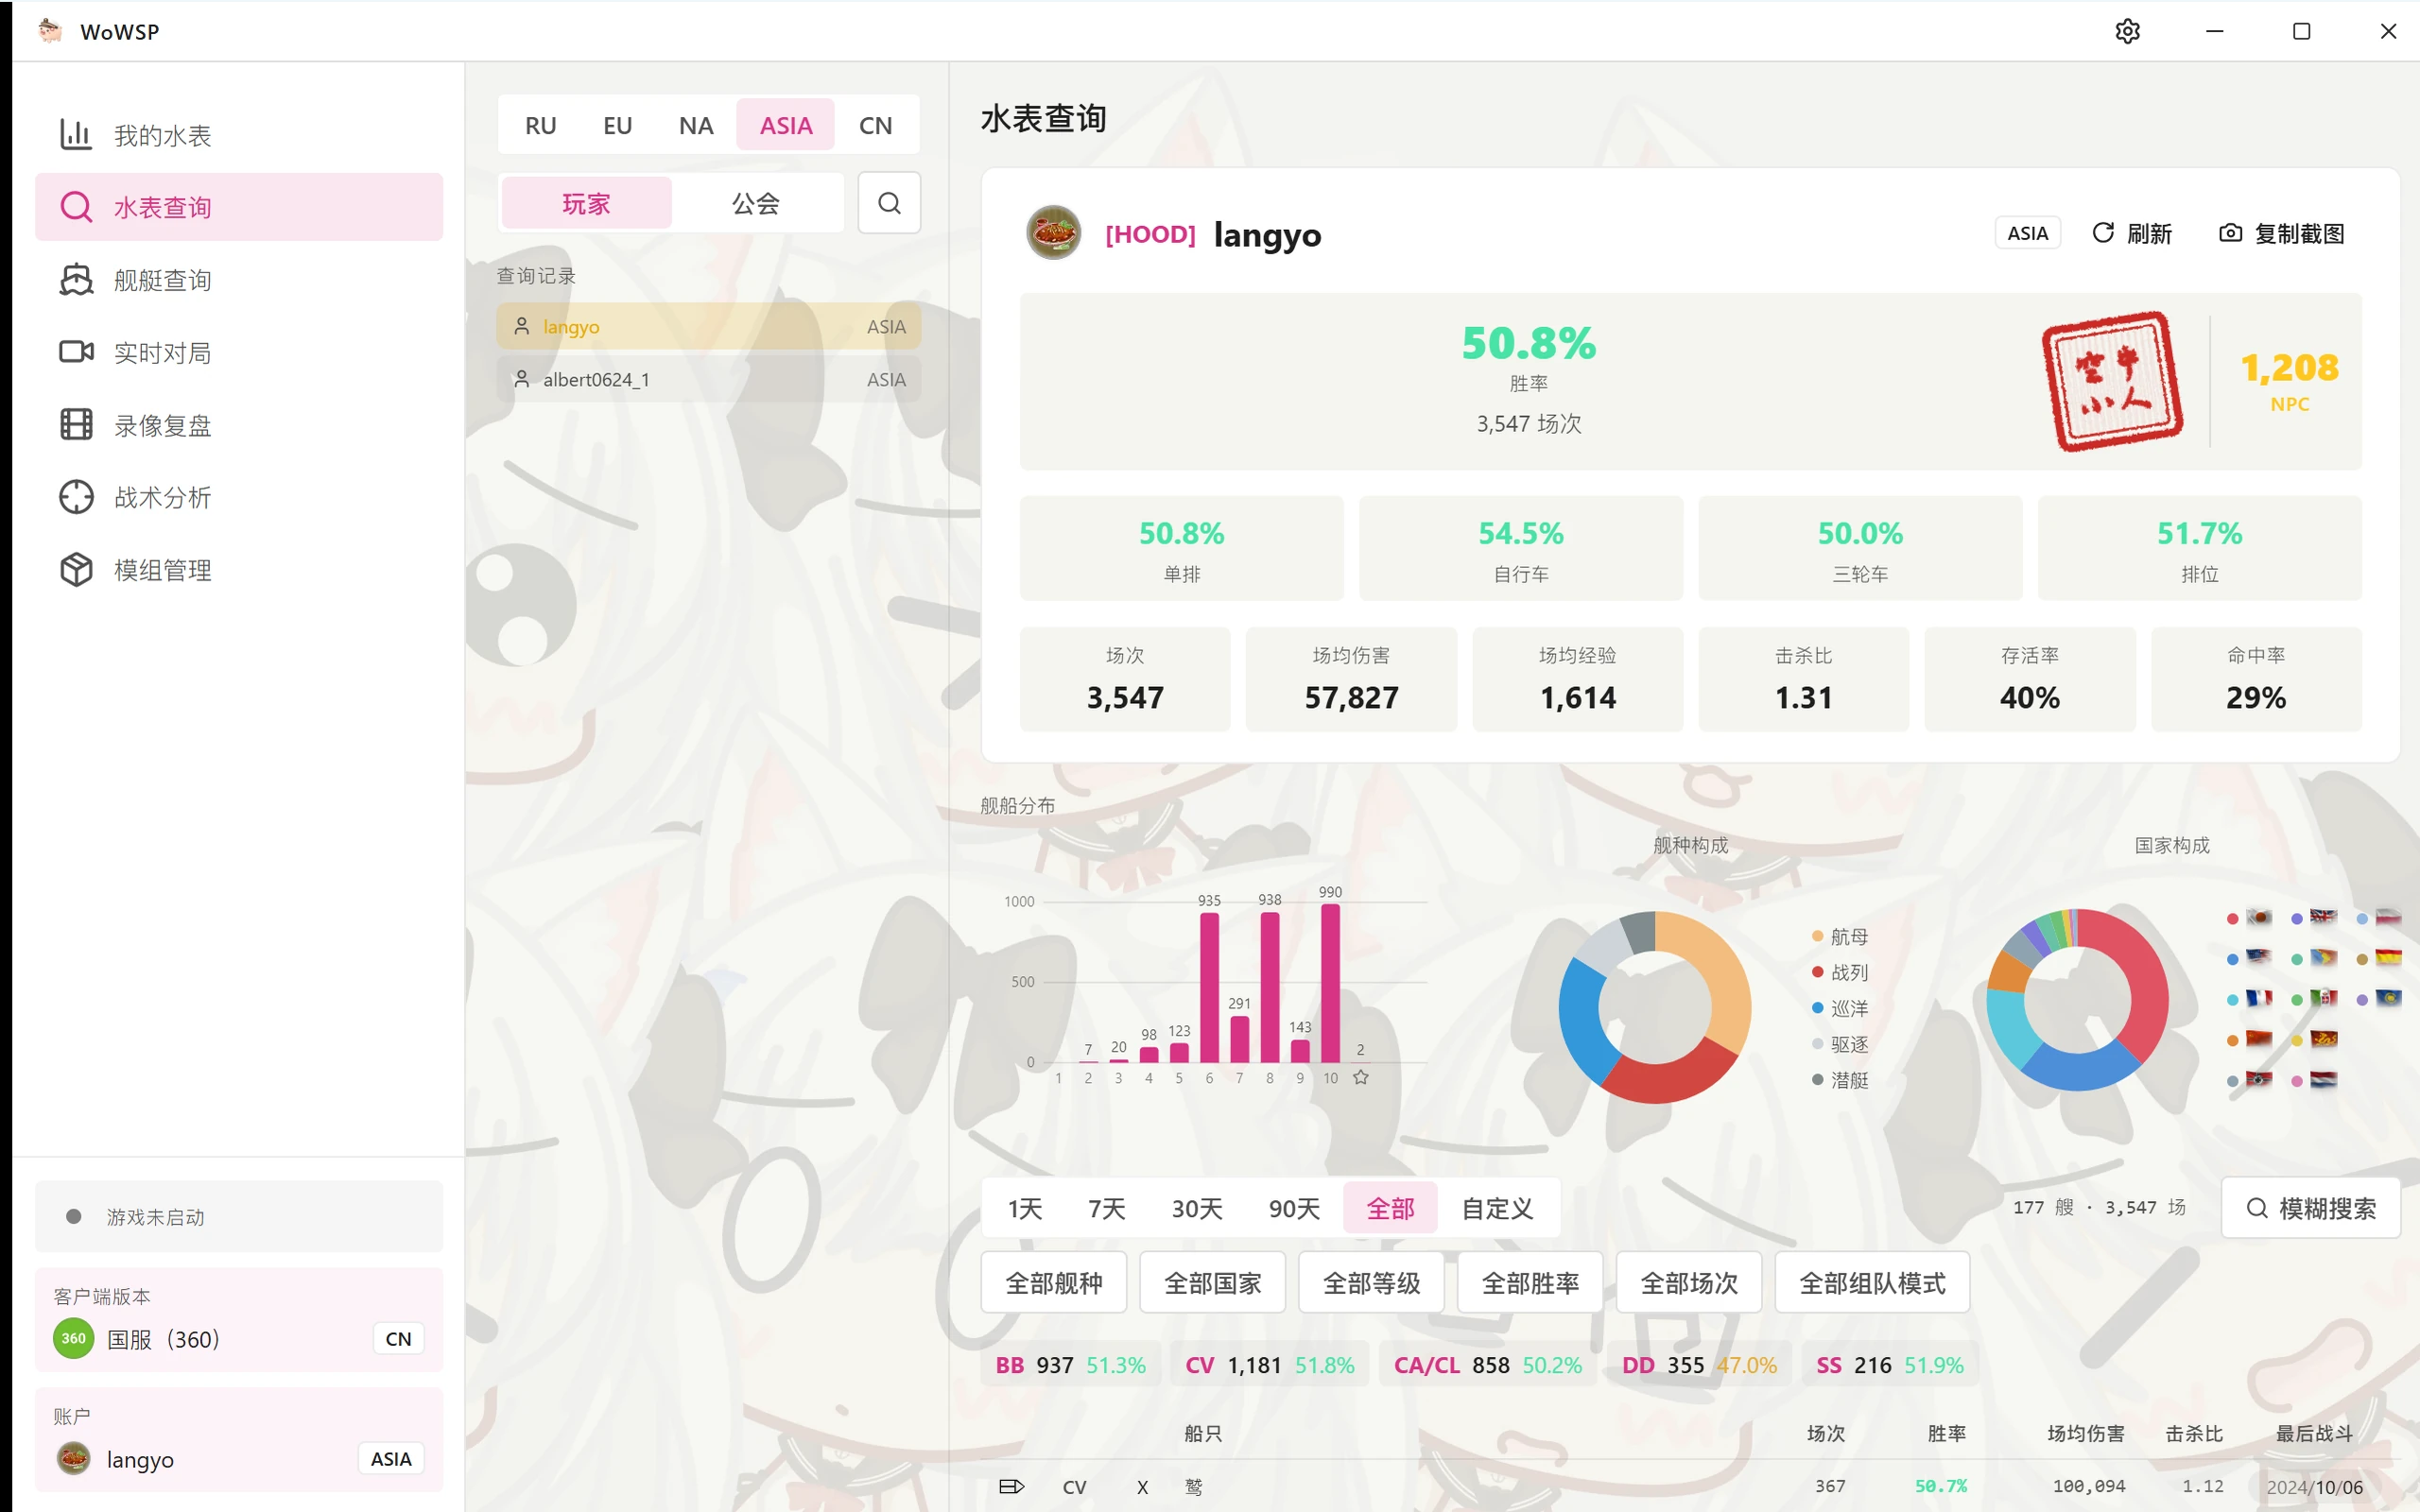 WoWSP
我的水表
水表查询
舰艇查询
实时对局
录像复盘
战术分析
模组管理
游戏未启动
客户端版本
360 国服（360） CN
账户
langyo ASIA
RU EU NA ASIA CN
玩家 公会
查询记录
langyo ASIA
albert0624_1 ASIA
水表查询
[HOOD] langyo ASIA 刷新 复制截图
50.8%
胜率
3,547 场次
空中
小人
1,208
NPC
50.8% 54.5% 50.0% 51.7%
单排 自行车 三轮车 排位
场次 场均伤害 场均经验 击杀比 存活率 命中率
3,547 57,827 1,614 1.31 40% 29%
舰船分布
舰种构成 国家构成
1000
500
0
7 20 98 123 935 291 938 143 990 2
1 2 3 4 5 6 7 8 9 10
航母
战列
巡洋
驱逐
潜艇
1天 7天 30天 90天 全部 自定义 177 艘 · 3,547 场 模糊搜索
全部舰种 全部国家 全部等级 全部胜率 全部场次 全部组队模式
BB 937 51.3% CV 1,181 51.8% CA/CL 858 50.2% DD 355 47.0% SS 216 51.9%
船只 场次 胜率 场均伤害 击杀比 最后战斗
CV X 鹫 367 50.7% 100,094 1.12 2024/10/06